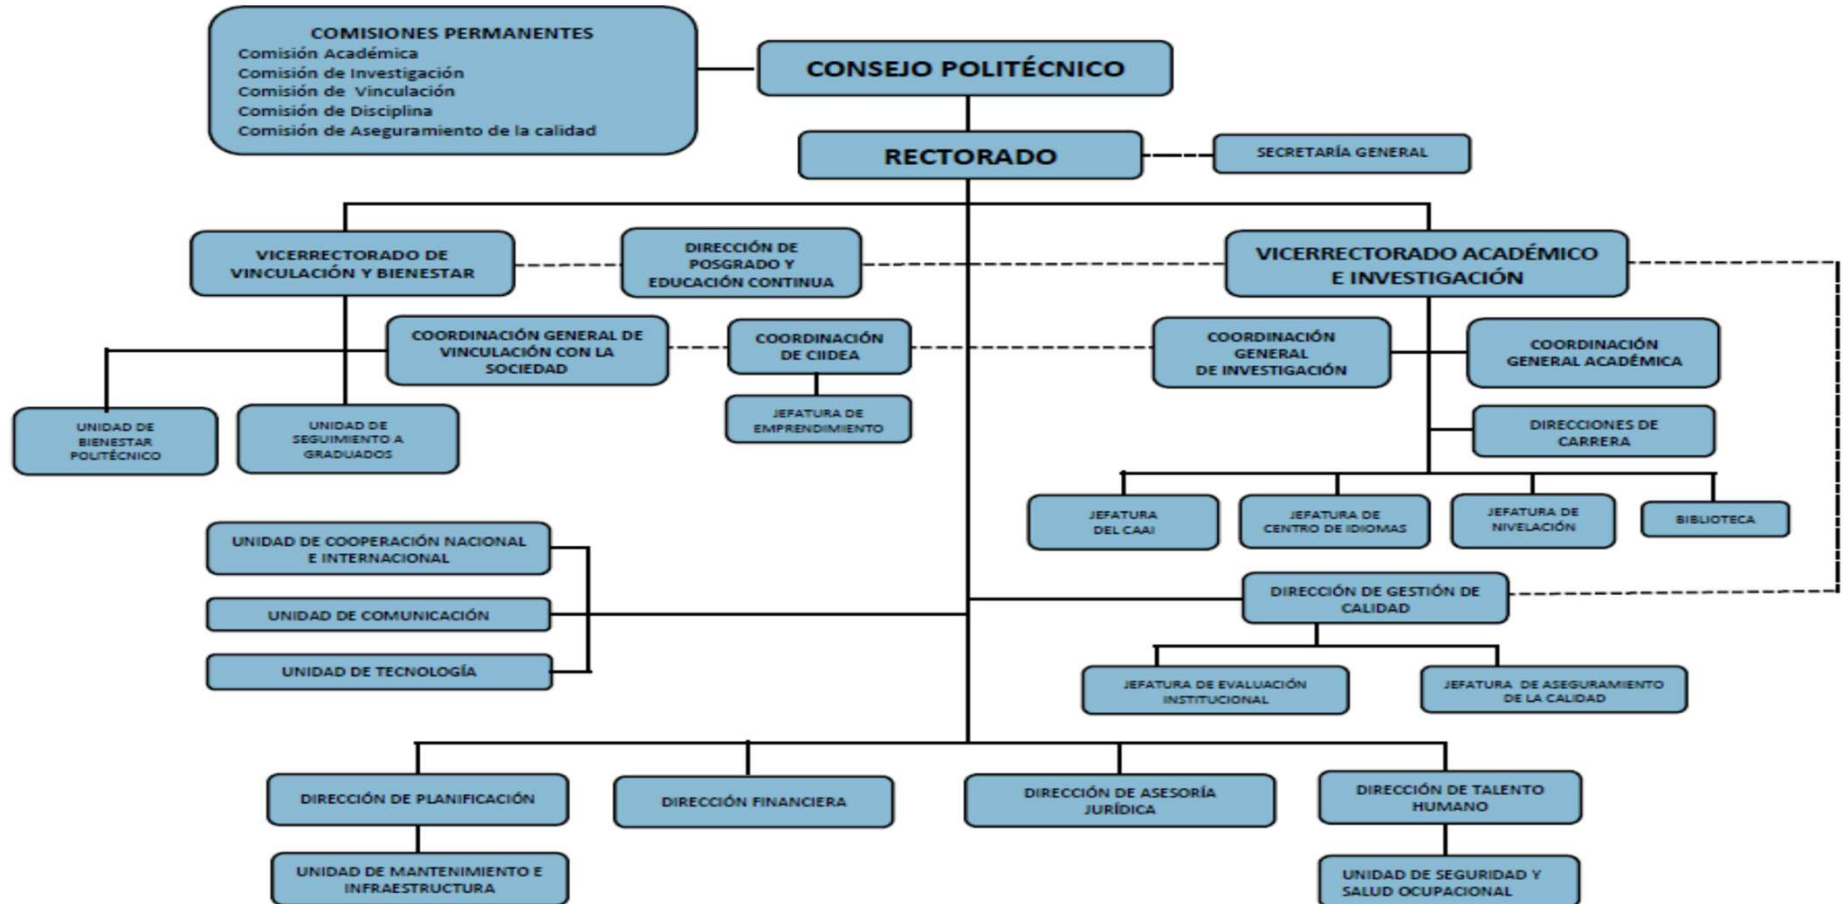 COMISIONES PERMANENTES
Comisión Académica
Comisión de Investigación
Comisión de Vinculación
Comisión de Disciplina
Comisión de Aseguramiento de la calidad
CONSEJO POLITÉCNICO
RECTORADO
SECRETARÍA GENERAL
VICERRECTORADO DE
VINCULACIÓN Y BIENESTAR
DIRECCIÓN DE
POSGRADO Y
EDUCACIÓN CONTINUA
VICERRECTORADO ACADÉMICO
E INVESTIGACIÓN
COORDINACIÓN GENERAL DE
VINCULACIÓN CON LA
SOCIEDAD
COORDINACIÓN
DE CIIDEA
COORDINACIÓN
GENERAL
DE INVESTIGACIÓN
COORDINACIÓN
GENERAL ACADÉMICA
UNIDAD DE
BIENESTAR
POLITÉCNICO
UNIDAD DE
SEGUIMIENTO A
GRADUADOS
JEFATURA DE
EMPRENDIMIENTO
DIRECCIONES DE
CARRERA
JEFATURA
DEL CAAI
JEFATURA DE
CENTRO DE IDIOMAS
JEFATURA DE
NIVELACIÓN
BIBLIOTECA
UNIDAD DE COOPERACIÓN NACIONAL
E INTERNACIONAL
UNIDAD DE COMUNICACIÓN
UNIDAD DE TECNOLOGÍA
DIRECCIÓN DE GESTIÓN DE
CALIDAD
JEFATURA DE EVALUACIÓN
INSTITUCIONAL
JEFATURA DE ASEGURAMIENTO
DE LA CALIDAD
DIRECCIÓN DE PLANIFICACIÓN
DIRECCIÓN FINANCIERA
DIRECCIÓN DE ASESORÍA
JURÍDICA
DIRECCIÓN DE TALENTO
HUMANO
UNIDAD DE MANTENIMIENTO E
INFRAESTRUCTURA
UNIDAD DE SEGURIDAD Y
SALUD OCUPACIONAL